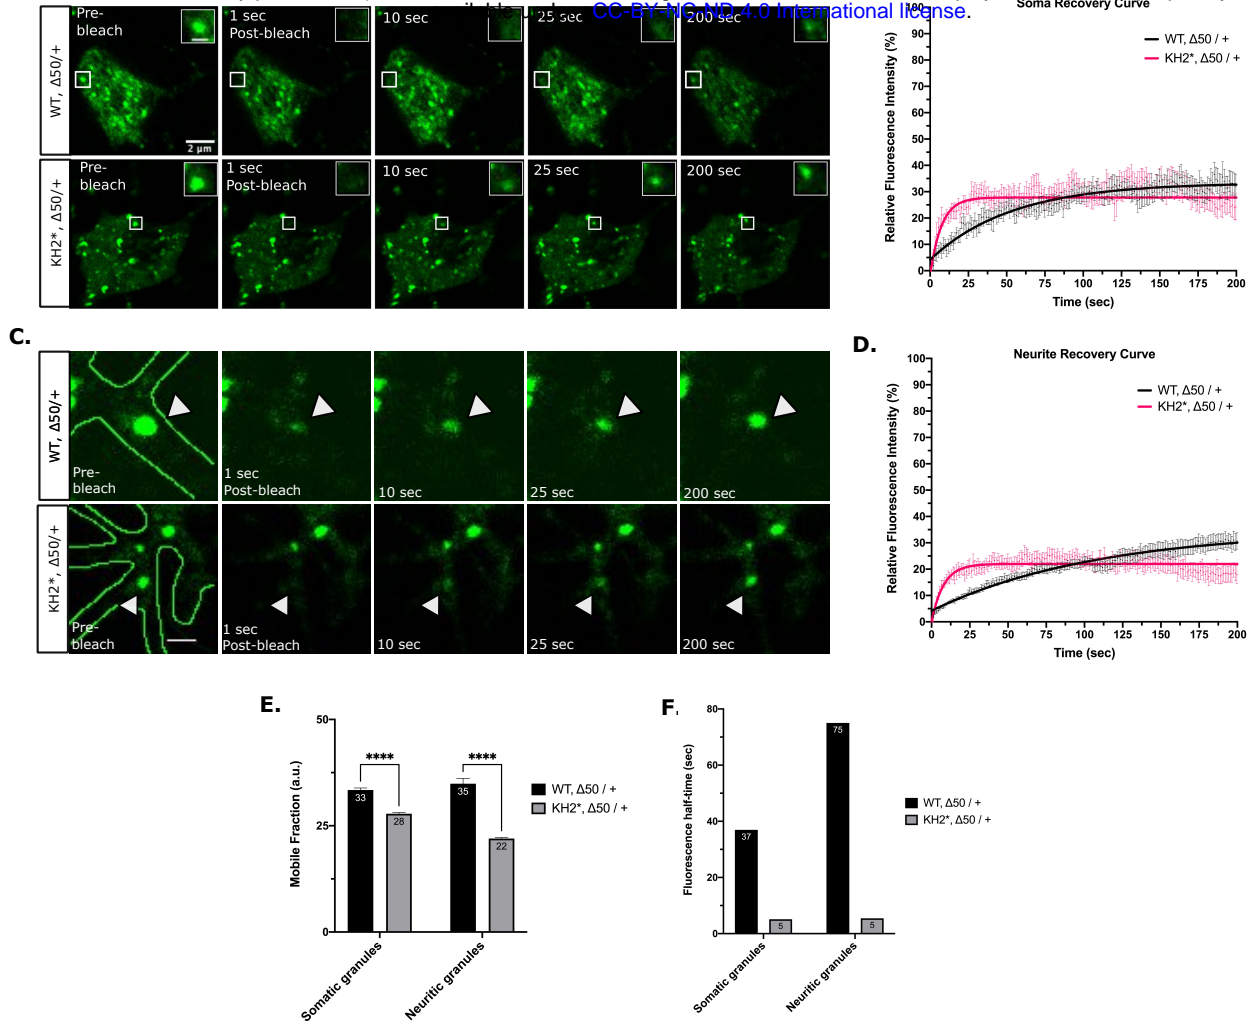 CC-BY-NC-ND 4.0 International license.
Soma Recovery Curve
WT, Δ50/+
Pre-
bleach
1 sec
Post-bleach
10 sec
25 sec
200 sec
2 μm
KH2*, Δ50/+
Pre-
bleach
1 sec
Post-bleach
10 sec
25 sec
200 sec
Relative Fluorescence Intensity (%)
80
70
60
50
40
30
20
10
0
0 25 50 75 100 125 150 175 200
Time (sec)
WT, Δ50 / +
KH2*, Δ50 / +
C.
WT, Δ50/+
Pre-
bleach
1 sec
Post-bleach
10 sec
25 sec
200 sec
KH2*, Δ50/+
Pre-
bleach
1 sec
Post-bleach
10 sec
25 sec
200 sec
D.
Neurite Recovery Curve
Relative Fluorescence Intensity (%)
100
90
80
70
60
50
40
30
20
10
0
0 25 50 75 100 125 150 175 200
Time (sec)
WT, Δ50 / +
KH2*, Δ50 / +
E.
Mobile Fraction (a.u.)
50
25
0
**** ****
33 28 35 22
Somatic granules
Neuritic granules
WT, Δ50 / +
KH2*, Δ50 / +
F.
Fluorescence half-time (sec)
80
60
40
20
0
37 5 75 5
Somatic granules
Neuritic granules
WT, Δ50 / +
KH2*, Δ50 / +